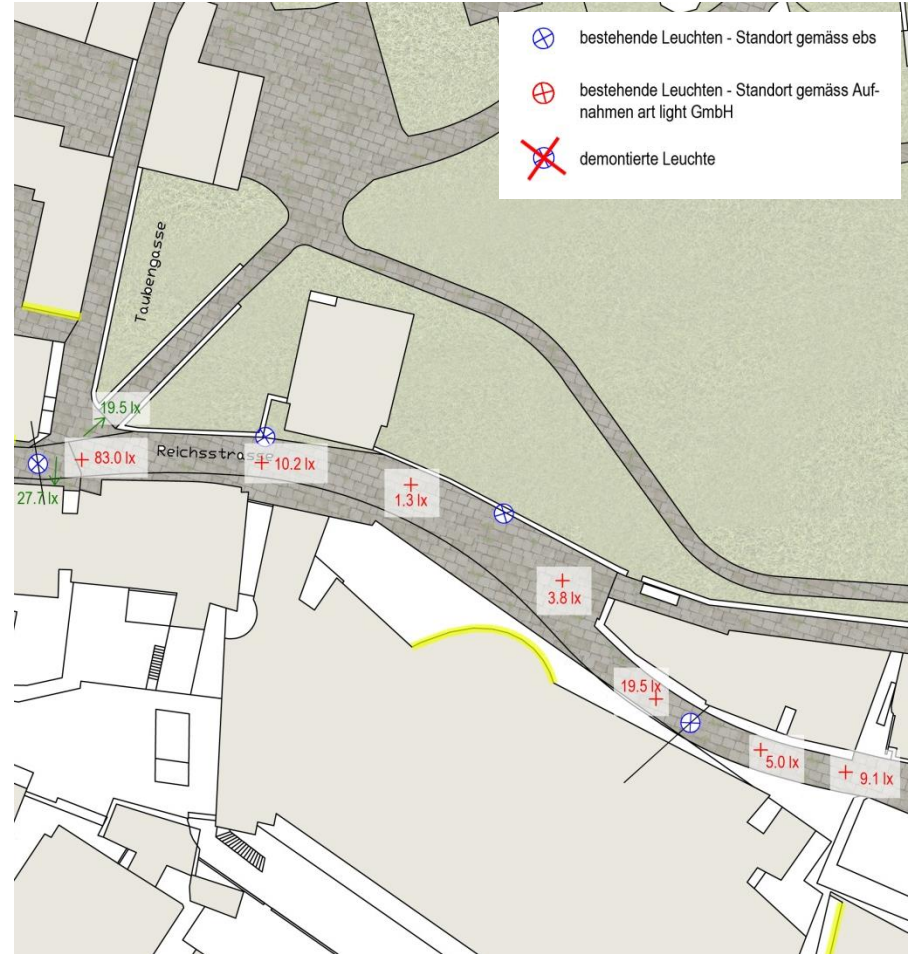 bestehende Leuchten - Standort gemäss ebs
bestehende Leuchten - Standort gemäss Auf-
nahmen art light GmbH
demontierte Leuchte
Taubengasse
19.5 lx
83.0 lx
Reichsstrasse
10.2 lx
27.7 lx
1.3 lx
3.8 lx
19.5 lx
5.0 lx
9.1 lx